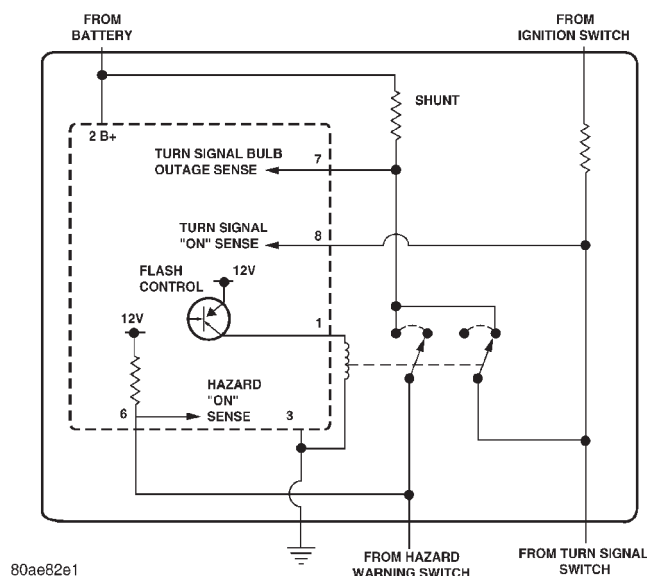 FROM
BATTERY
FROM
IGNITION SWITCH
SHUNT
2 B+
TURN SIGNAL BULB
OUTAGE SENSE
7
TURN SIGNAL
"ON" SENSE
8
FLASH
CONTROL
12V
12V
1
HAZARD
"ON"
SENSE
6
3
FROM HAZARD
WARNING SWITCH
FROM TURN SIGNAL
SWITCH
80ae82e1